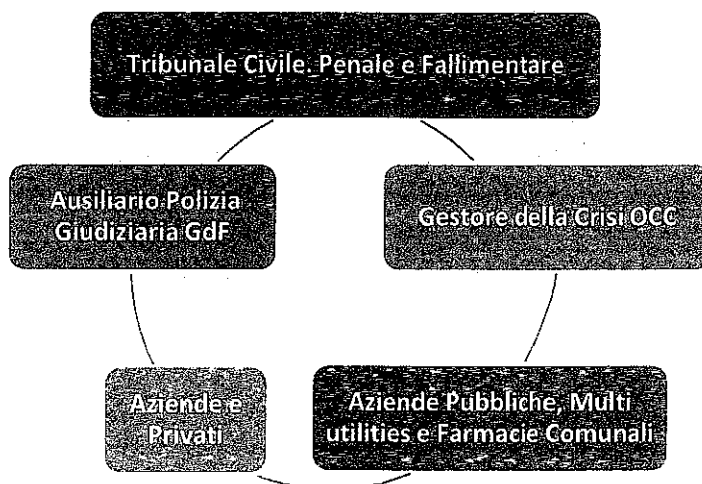 Tribunale Civile. Penale e Fallimentare
Ausiliario Polizia
Giudiziaria GdF
Gestore della Crisi OCC
Aziende e
Privati
Aziende Pubbliche, Multi
utilities e Farmacie Comunali